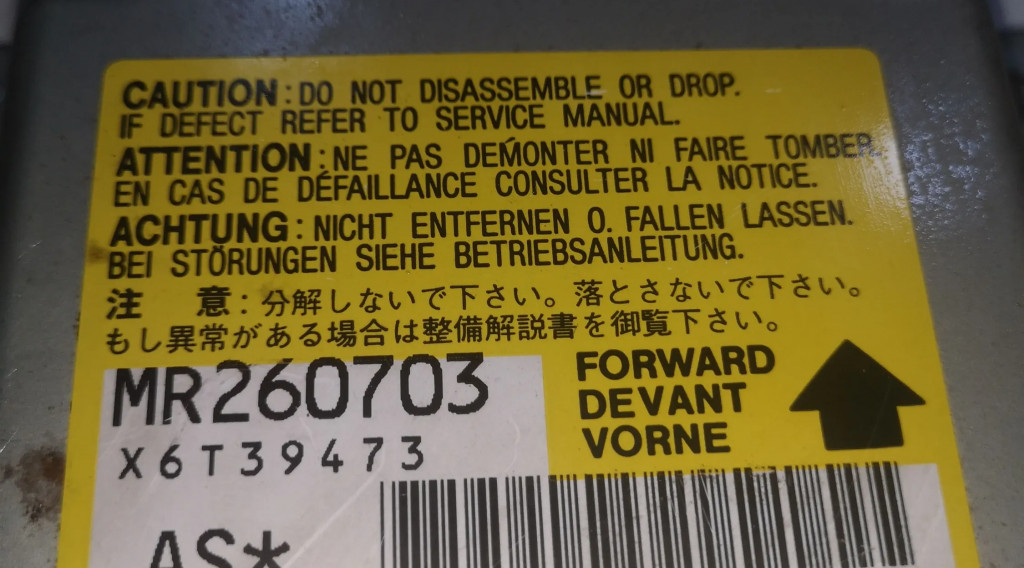 CAUTION: DO NOT DISASSEMBLE OR DROP.
IF DEFECT REFER TO SERVICE MANUAL.
ATTENTION: NE PAS DÉMONTER NI FAIRE TOMBER.
EN CAS DE DÉFAILLANCE CONSULTER LA NOTICE.
ACHTUNG: NICHT ENTFERNEN O. FALLEN LASSEN.
BEI STÖRUNGEN SIEHE BETRIEBSANLEITUNG.
注 意: 分解しないで下さい。落とさないで下さい。
もし異常がある場合は整備解説書を御覧下さい。
MR260703
X6T39473
FORWARD
DEVANT
VORNE
AS*